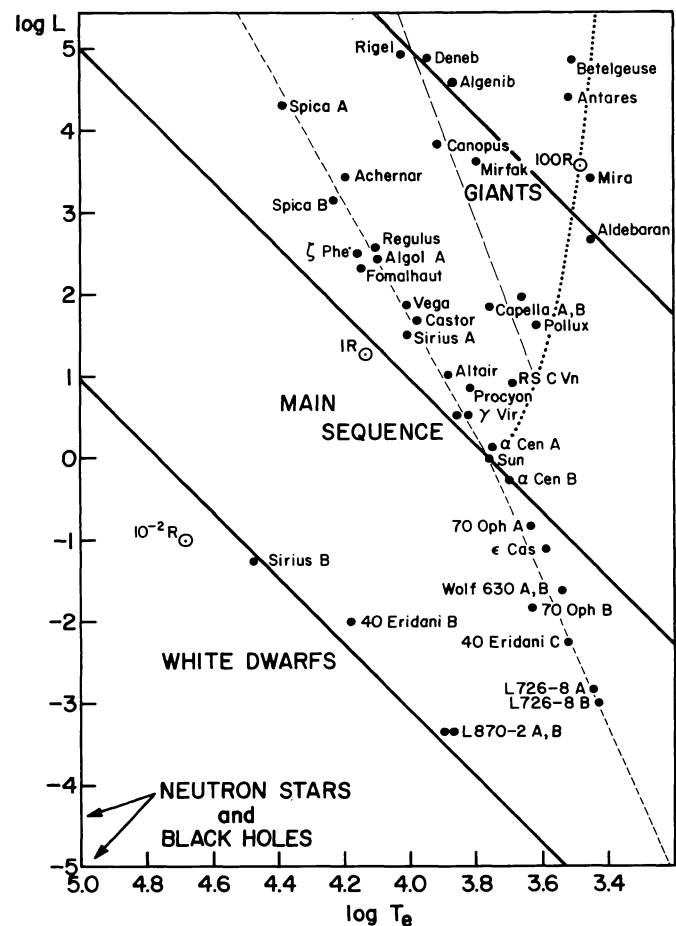 log L
5
Rigel
Deneb
Betelgeuse
Algenib
Antares
Spica A
4
Canopus
100R⊙
Mirfak
Mira
Achernar
GIANTS
Spica B
3
Aldebaran
Regulus
ζ Phe
Algol A
Fomalhaut
2
Vega
Capella A,B
Castor
Pollux
Sirius A
1R
⊙
Altair
RS C Vn
1
Procyon
MAIN
γ Vir
SEQUENCE
α Cen A
0
Sun
α Cen B
70 Oph A
10⁻²R⊙
-1
ε Cas
Sirius B
Wolf 630 A,B
70 Oph B
-2
40 Eridani B
40 Eridani C
WHITE DWARFS
L726-8 A
-3
L726-8 B
L870-2 A,B
-4
NEUTRON STARS
and
BLACK HOLES
-5
5.0 4.8 4.6 4.4 4.2 4.0 3.8 3.6 3.4
log Te